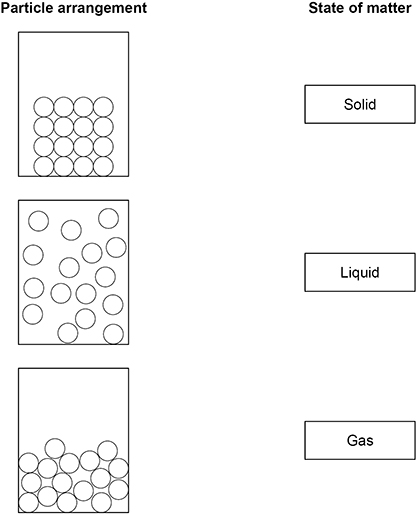 Particle arrangement State of matter
Solid
Liquid
Gas